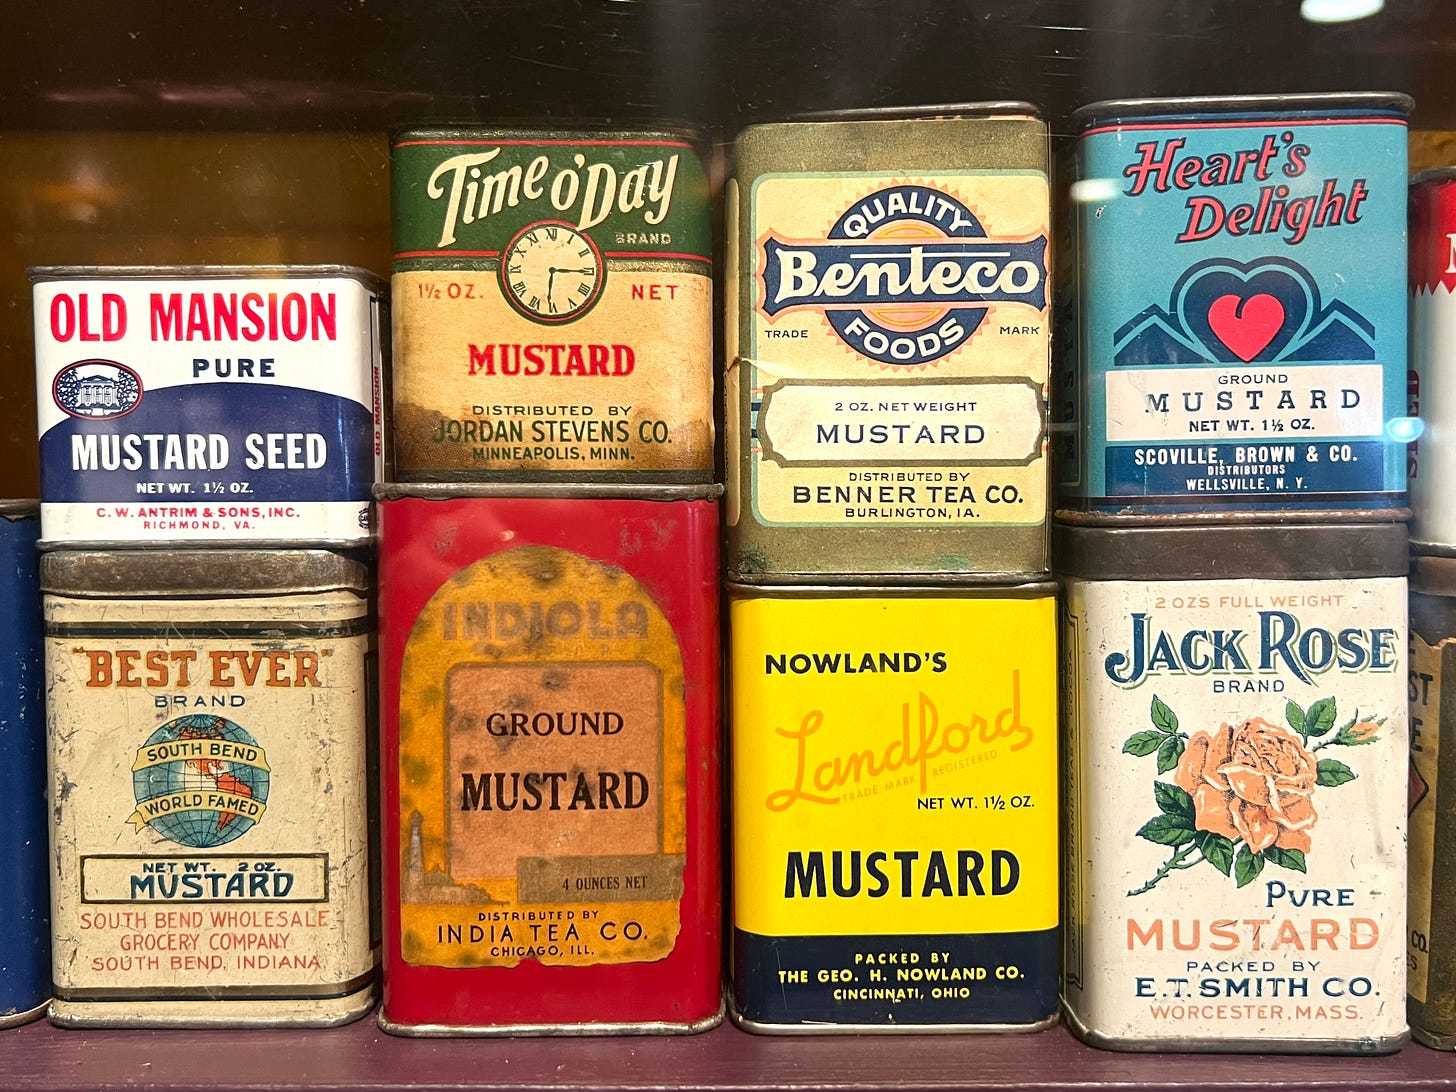 OLD MANSION
PURE
MUSTARD SEED
NET WT. 1½ OZ.
C.W. ANTRIM & SONS, INC.
RICHMOND, VA.
OLD MANSION
Time o' Day
BRAND
1½ OZ. NET
MUSTARD
DISTRIBUTED BY
JORDAN STEVENS CO.
MINNEAPOLIS, MINN.
QUALITY
Benteco
FOODS
TRADE MARK
2 OZ. NET WEIGHT
MUSTARD
DISTRIBUTED BY
BENNER TEA CO.
BURLINGTON, IA.
Heart's
Delight
GROUND
MUSTARD
NET WT. 1½ OZ.
SCOVILLE, BROWN & CO.
DISTRIBUTORS
WELLSVILLE, N. Y.
"BEST EVER"
BRAND
SOUTH BEND
WORLD FAMED
NET WT. 2 OZ.
MUSTARD
SOUTH BEND WHOLESALE
GROCERY COMPANY
SOUTH BEND, INDIANA.
INDIOLA
GROUND
MUSTARD
4 OUNCES NET
DISTRIBUTED BY
INDIA TEA CO.
CHICAGO, ILL.
NOWLAND'S
Landford
TRADE MARK REGISTERED
NET WT. 1½ OZ.
MUSTARD
PACKED BY
THE GEO. H. NOWLAND CO.
CINCINNATI, OHIO
2 OZS FULL WEIGHT
JACK ROSE
BRAND
PURE
MUSTARD
PACKED BY
E.T. SMITH CO.
WORCESTER, MASS.